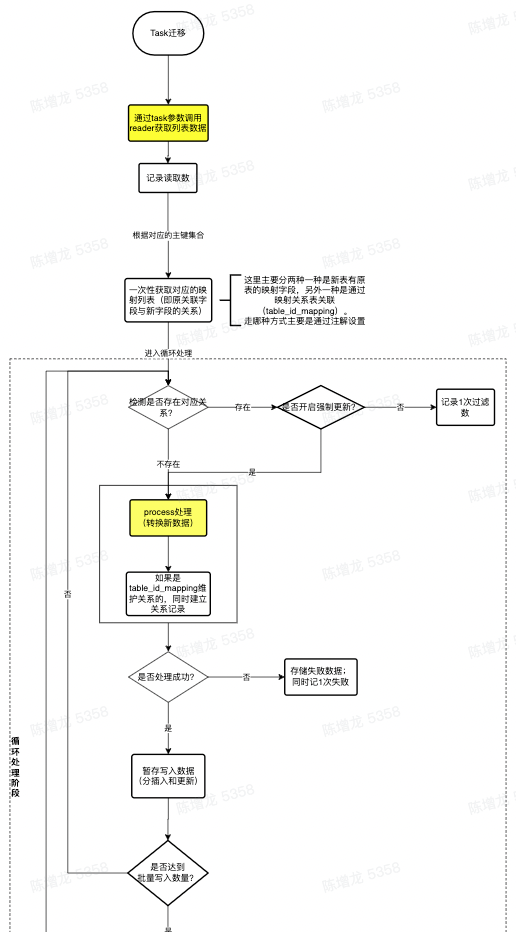 Task迁移
通过task参数调用
reader获取列表数据
记录读取数
根据对应的主键集合
一次性获取对应的映
射列表（即原关联字
段与新字段的关系）
这里主要分两种一种是新表有原
表的映射字段，另外一种是通过
映射关系表关联
（table_id_mapping）。
走哪种方式主要是通过注解设置
进入循环处理
检测是否存在对应关
系?
存在
是否开启强制更新?
否
记录1次过滤
数
不存在
是
process处理
（转换新数据）
如果是
table_id_mapping维
护关系的，同时建立
关系记录
否
是否处理成功?
否
存储失败数据；
同时记1次失败
是
循环处理阶段
暂存写入数据
（分插入和更新）
是否达到
批量写入数量?
是
陈增龙 5358